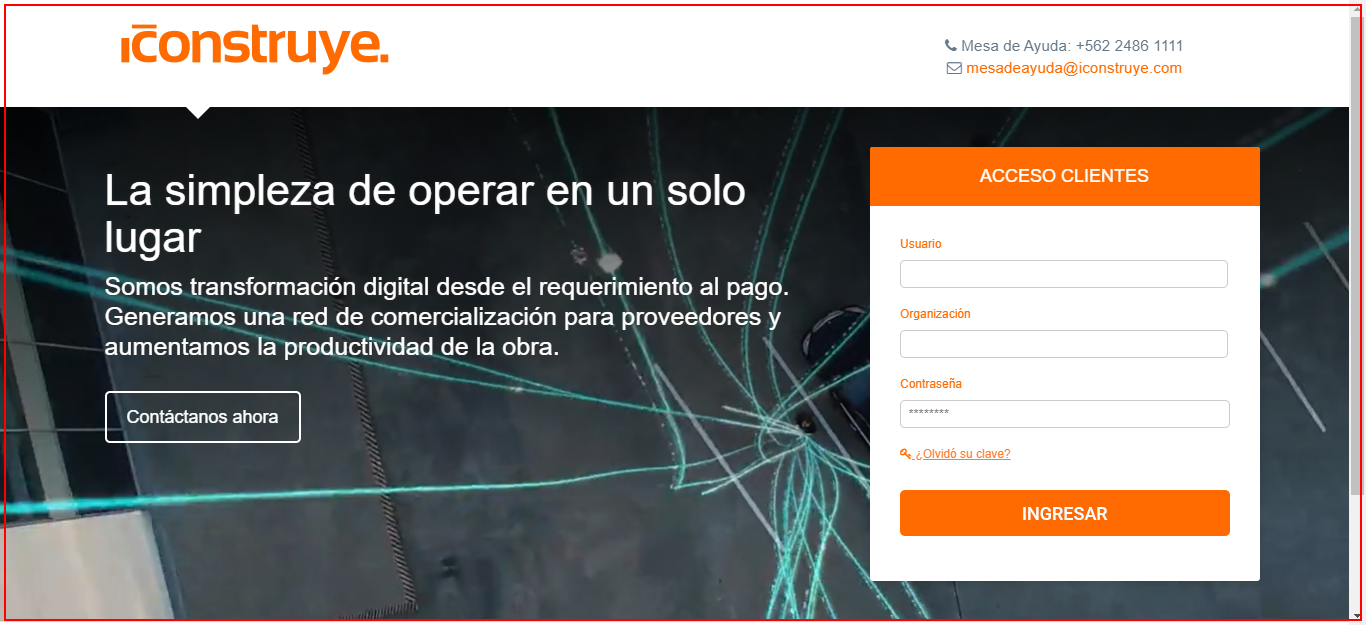 iconstruye.
Mesa de Ayuda: +562 2486 1111
mesadeayuda@iconstruye.com
La simpleza de operar en un solo
lugar
Somos transformación digital desde el requerimiento al pago.
Generamos una red de comercialización para proveedores y
aumentamos la productividad de la obra.
Contáctanos ahora
ACCESO CLIENTES
Usuario
Organización
Contraseña
********
¿Olvidó su clave?
INGRESAR